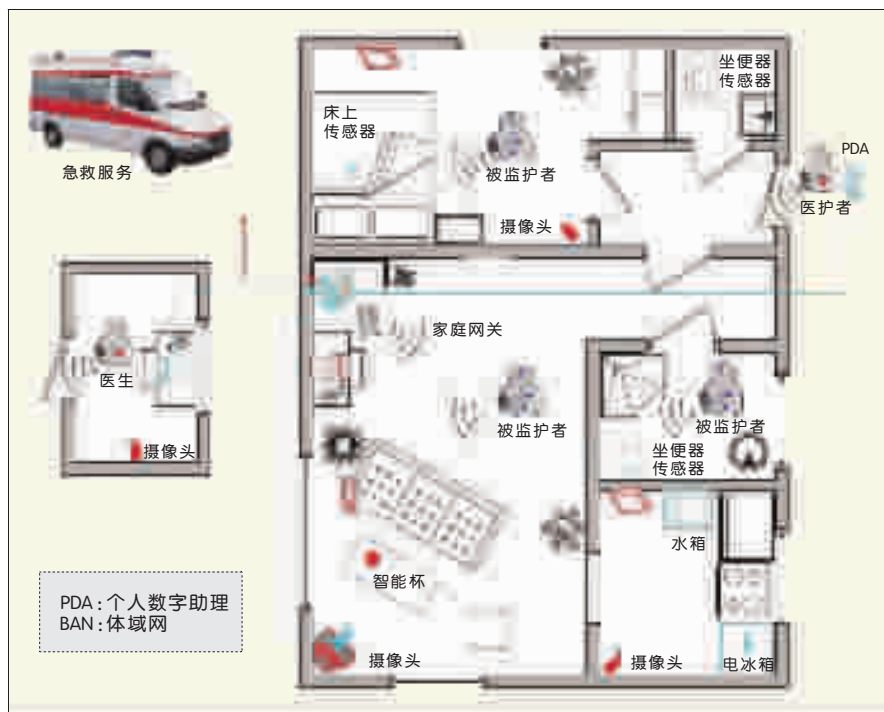 急救服务
床上
传感器
被监护者
摄像头
坐便器
传感器
PDA
医护者
医生
摄像头
家庭网关
被监护者
被监护者
坐便器
传感器
水箱
智能杯
摄像头
摄像头
电冰箱
PDA:个人数字助理
BAN:体域网